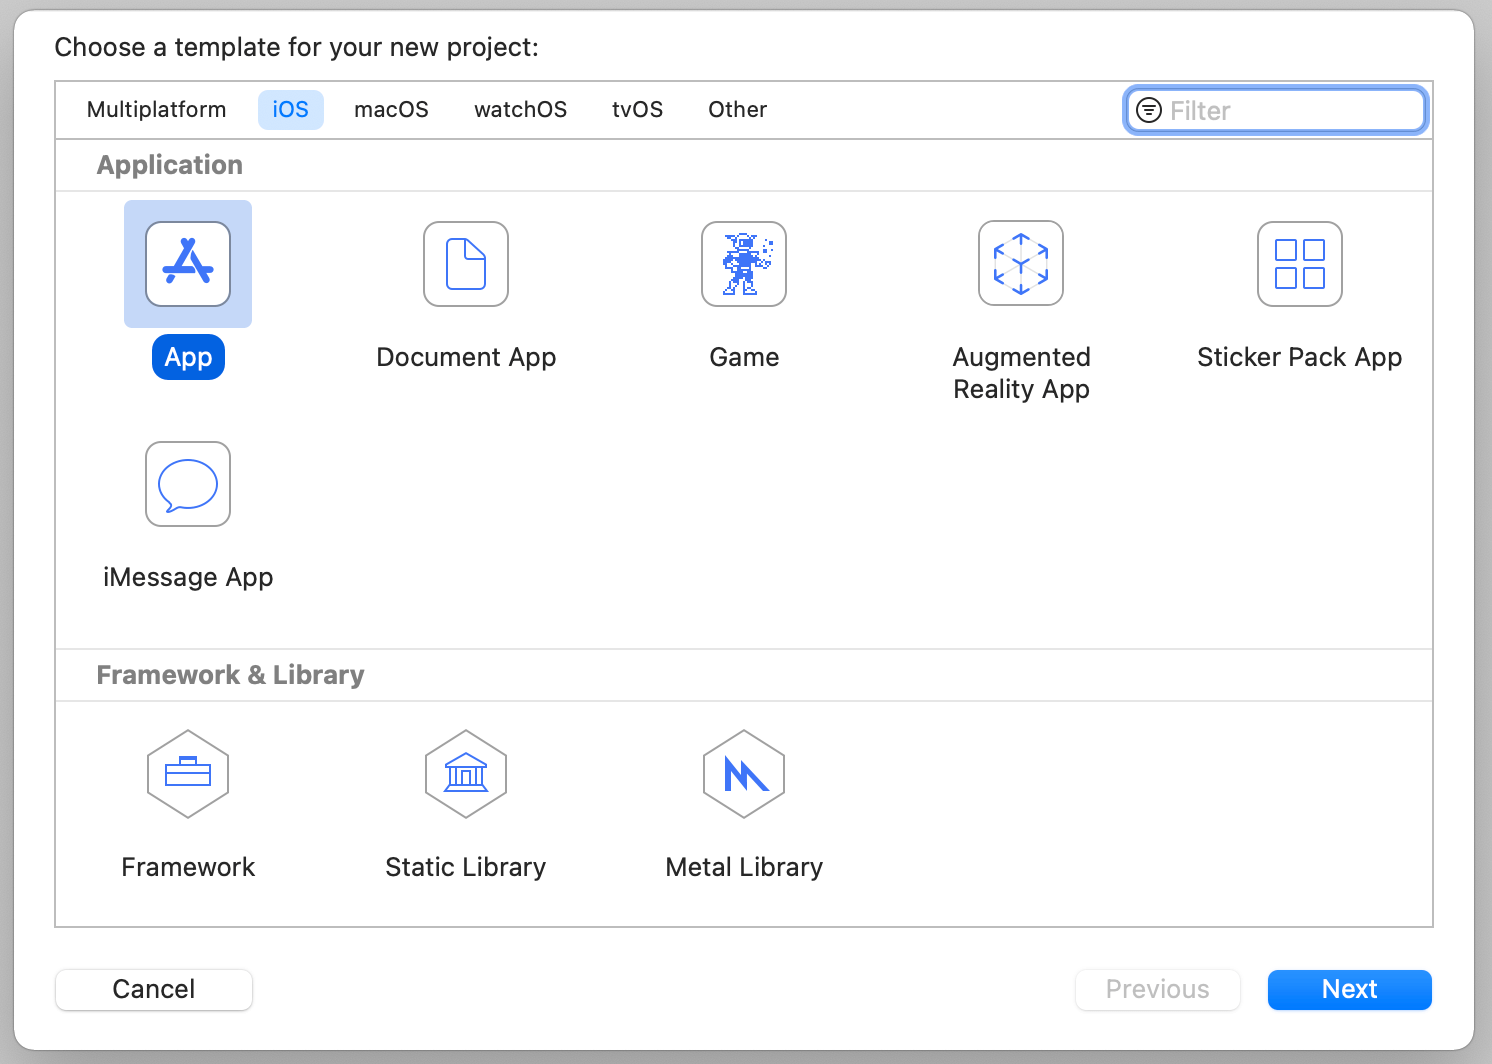 Choose a template for your new project:
Multiplatform iOS macOS watchOS tvOS Other Filter
Application
App Document App Game Augmented Reality App Sticker Pack App
iMessage App
Framework & Library
Framework Static Library Metal Library
Cancel Previous Next